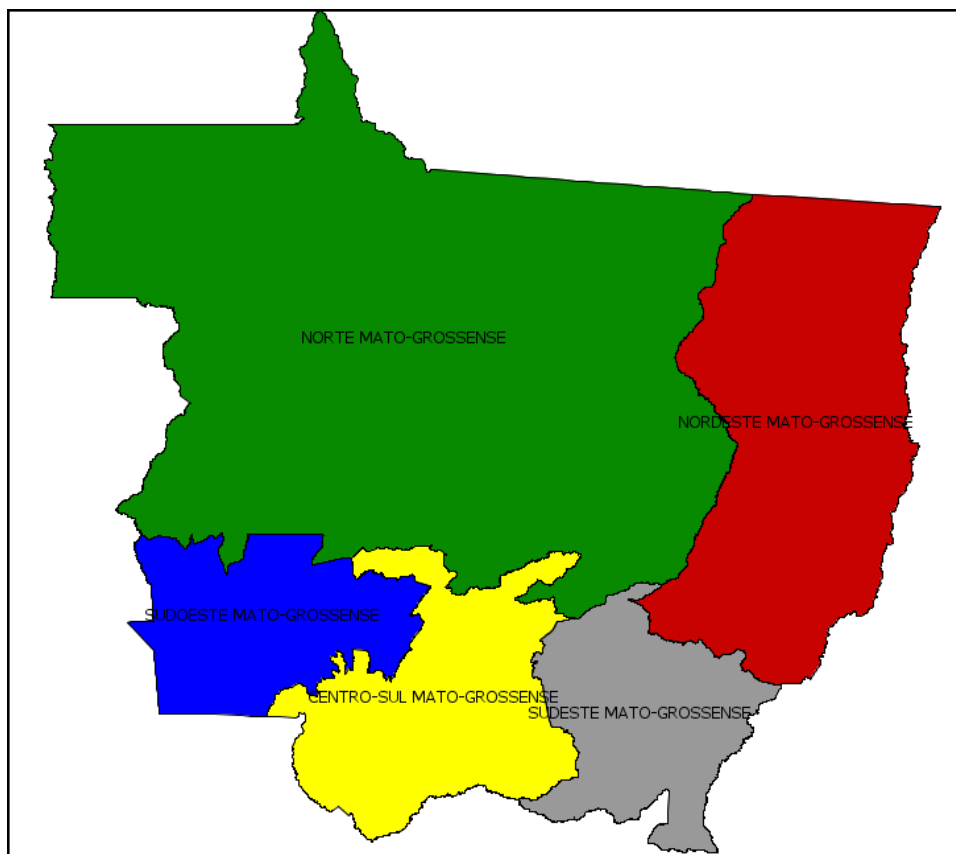 NORTE MATO-GROSSENSE
NORDESTE MATO-GROSSENSE
SUDOESTE MATO-GROSSENSE
CENTRO-SUL MATO-GROSSENSE
SUDESTE MATO-GROSSENSE